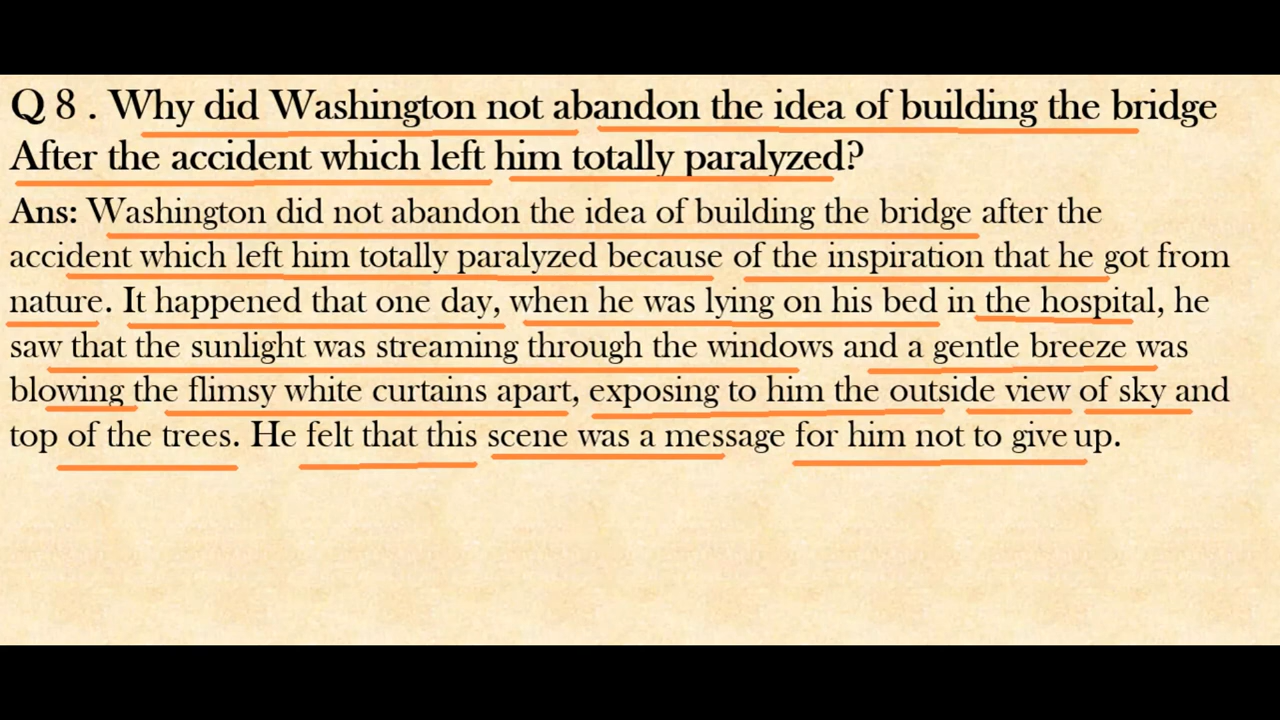 Q 8 . Why did Washington not abandon the idea of building the bridge
After the accident which left him totally paralyzed?
Ans: Washington did not abandon the idea of building the bridge after the
accident which left him totally paralyzed because of the inspiration that he got from
nature. It happened that one day, when he was lying on his bed in the hospital, he
saw that the sunlight was streaming through the windows and a gentle breeze was
blowing the flimsy white curtains apart, exposing to him the outside view of sky and
top of the trees. He felt that this scene was a message for him not to give up.